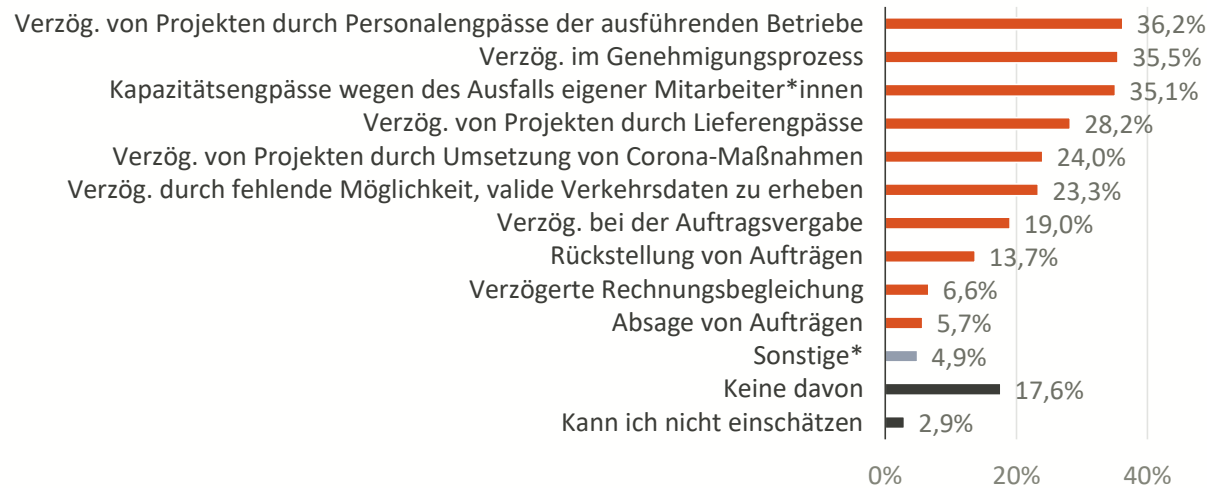 Verzög. von Projekten durch Personalengpässe der ausführenden Betriebe 36,2%
Verzög. im Genehmigungsprozess 35,5%
Kapazitätsengpässe wegen des Ausfalls eigener Mitarbeiter*innen 35,1%
Verzög. von Projekten durch Lieferengpässe 28,2%
Verzög. von Projekten durch Umsetzung von Corona-Maßnahmen 24,0%
Verzög. durch fehlende Möglichkeit, valide Verkehrsdaten zu erheben 23,3%
Verzög. bei der Auftragsvergabe 19,0%
Rückstellung von Aufträgen 13,7%
Verzögerte Rechnungsbegleichung 6,6%
Absage von Aufträgen 5,7%
Sonstige* 4,9%
Keine davon 17,6%
Kann ich nicht einschätzen 2,9%
0% 20% 40%